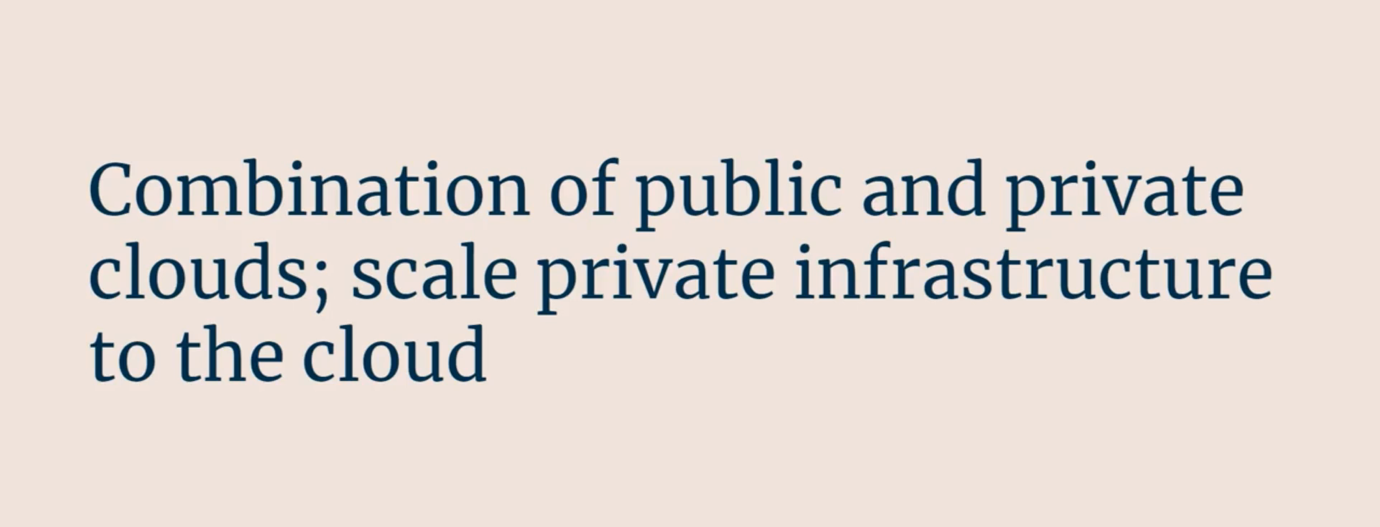 Combination of public and private
clouds; scale private infrastructure
to the cloud